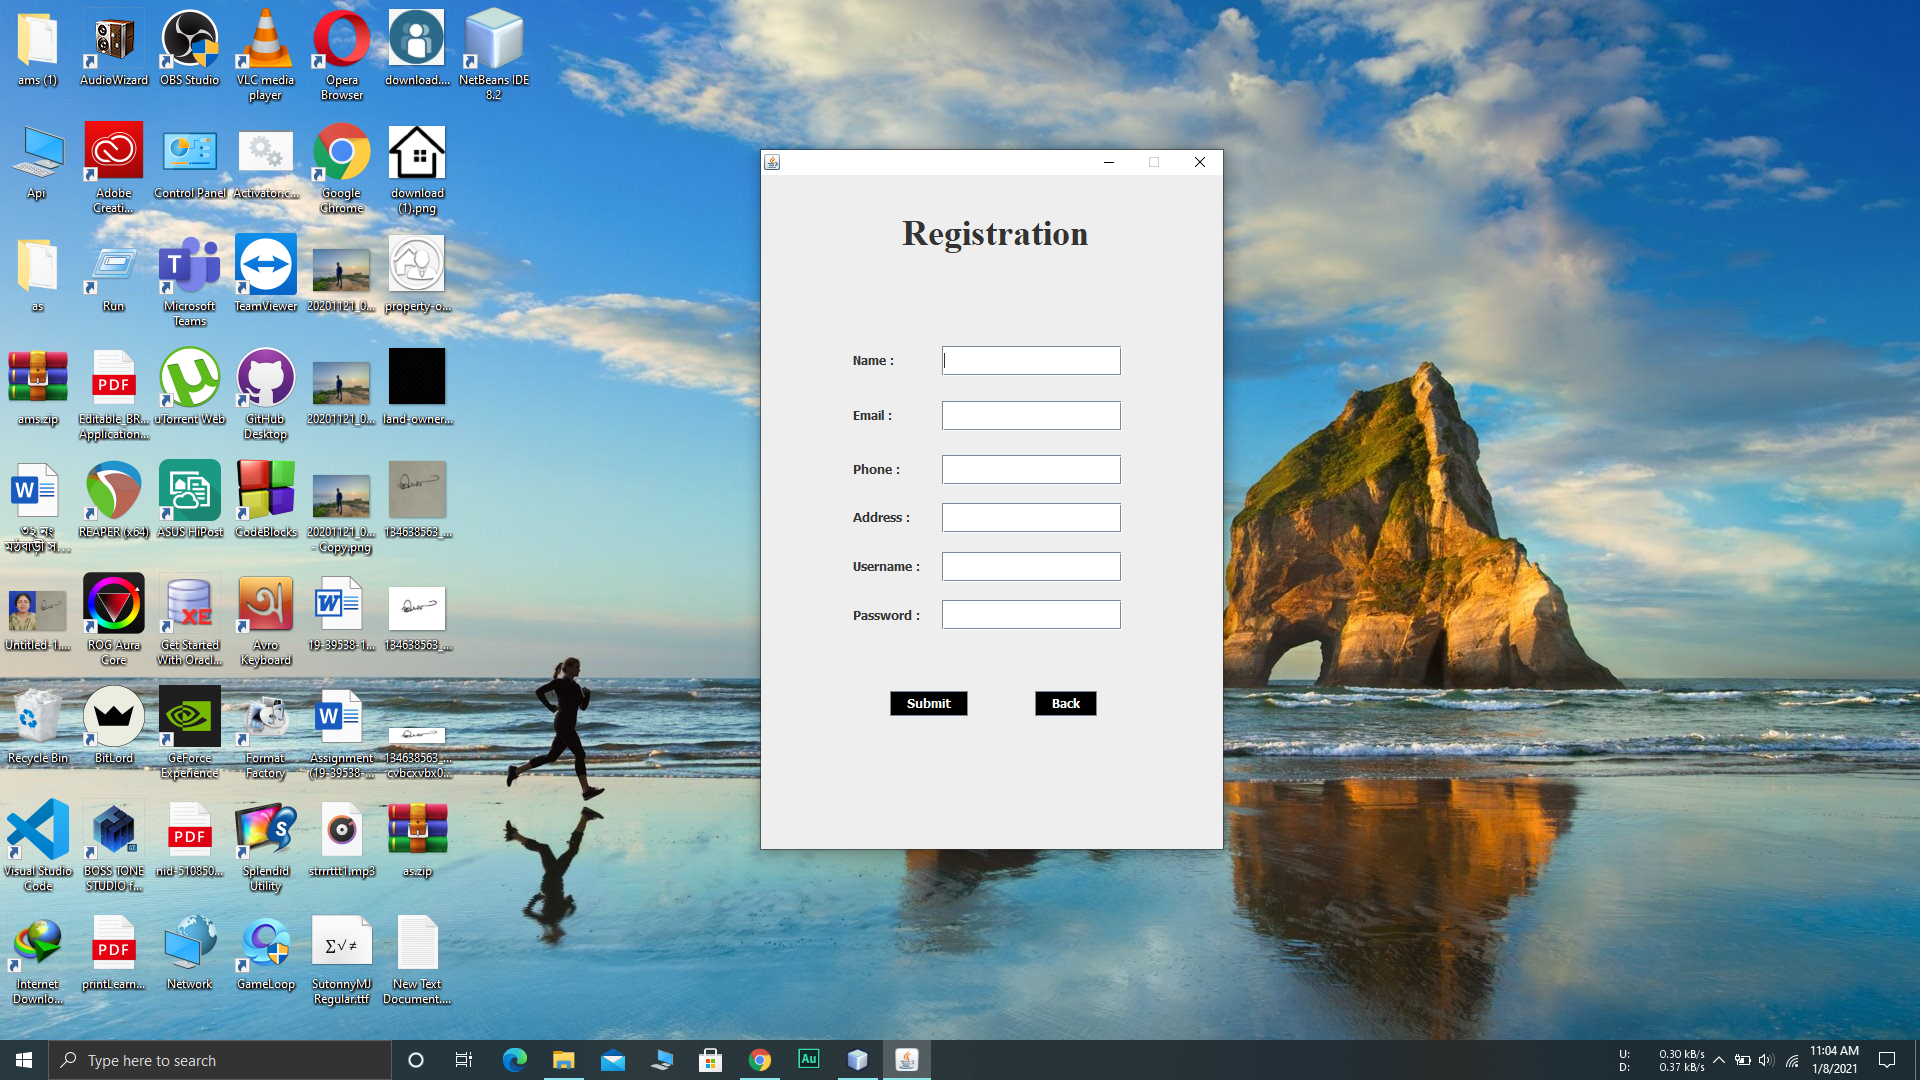 ams (1)
AudioWizard
OBS Studio
VLC media
player
Opera
Browser
download....
NetBeans IDE
8.2
Api
Adobe
Creati...
Control Panel
Activator.c...
Google
Chrome
download
(1).png
as
Run
Microsoft
Teams
TeamViewer
20201121_0...
property-o...
ams.zip
PDF
Editable_BR...
Application...
uTorrent Web
GitHub
Desktop
20201121_0...
land-owner...
REAPER (x64)
ASUS HiPost
CodeBlocks
20201121_0...
- Copy.png
134638563_...
Untitled-1....
ROG Aura
Core
XE
Get Started
With Oracl...
অ
Avro
Keyboard
19-39538-1...
134638563_...
Recycle Bin
BitLord
GeForce
Experience
Format
Factory
Assignment
(19-39538-...
134638563_...
cvbcxvbx0...
Visual Studio
Code
BOSS TONE
STUDIO f...
PDF
nid-510850...
Splendid
Utility
strrrttt1.mp3
as.zip
Internet
Downlo...
PDF
printLearn...
Network
GameLoop
Σ√≠
SutonnyMJ
Regular.ttf
New Text
Document....
Registration
Name :
Email :
Phone :
Address :
Username :
Password :
Submit
Back
Type here to search
Au
U: 0.30 kB/s
D: 0.37 kB/s
11:04 AM
1/8/2021